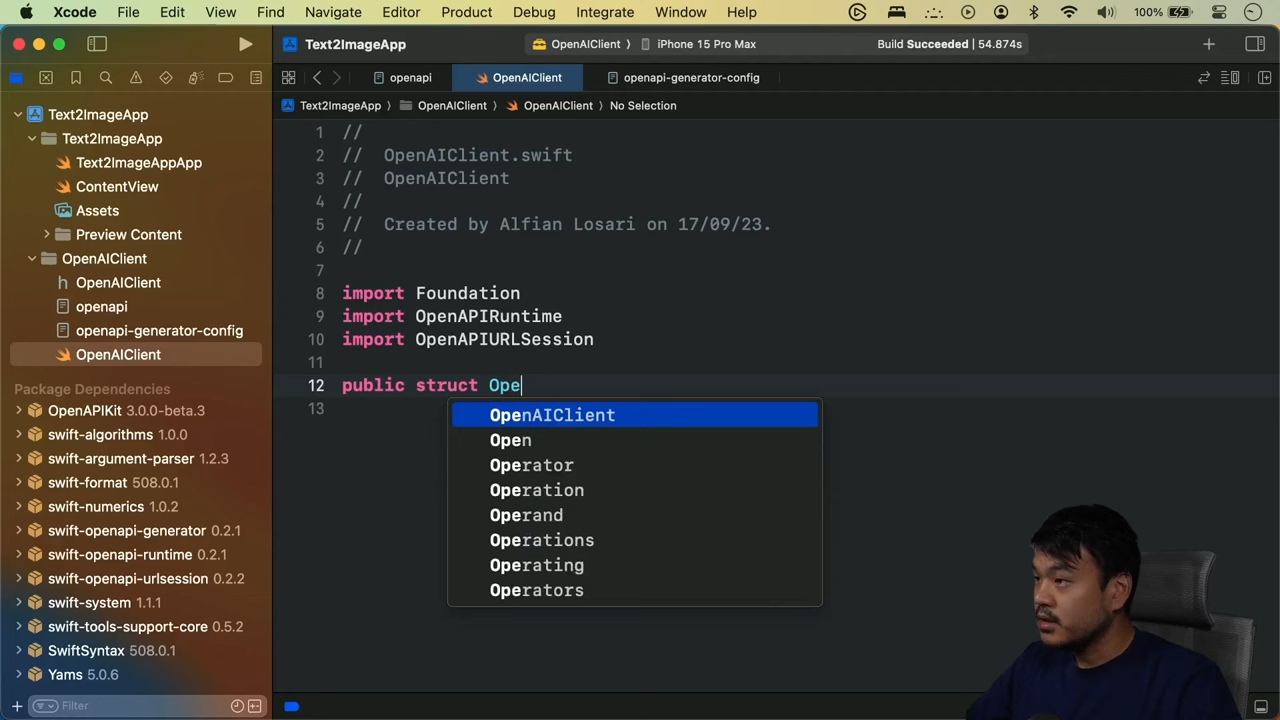 Xcode File Edit View Find Navigate Editor Product Debug Integrate Window Help 100%
Text2ImageApp OpenAIClient iPhone 15 Pro Max Build Succeeded | 54.874s
openapi OpenAIClient openapi-generator-config
Text2ImageApp OpenAIClient OpenAIClient No Selection
Text2ImageApp
Text2ImageApp
Text2ImageAppApp
ContentView
Assets
Preview Content
OpenAIClient
h OpenAIClient
openapi
openapi-generator-config
OpenAIClient
Package Dependencies
OpenAPIKit 3.0.0-beta.3
swift-algorithms 1.0.0
swift-argument-parser 1.2.3
swift-format 508.0.1
swift-numerics 1.0.2
swift-openapi-generator 0.2.1
swift-openapi-runtime 0.2.1
swift-openapi-urlsession 0.2.2
swift-system 1.1.1
swift-tools-support-core 0.5.2
SwiftSyntax 508.0.1
Yams 5.0.6
Filter
1 //
2 // OpenAIClient.swift
3 // OpenAIClient
4 //
5 // Created by Alfian Losari on 17/09/23.
6 //
7
8 import Foundation
9 import OpenAPIRuntime
10 import OpenAPIURLSession
11
12 public struct Ope
13
OpenAIClient
Open
Operator
Operation
Operand
Operations
Operating
Operators